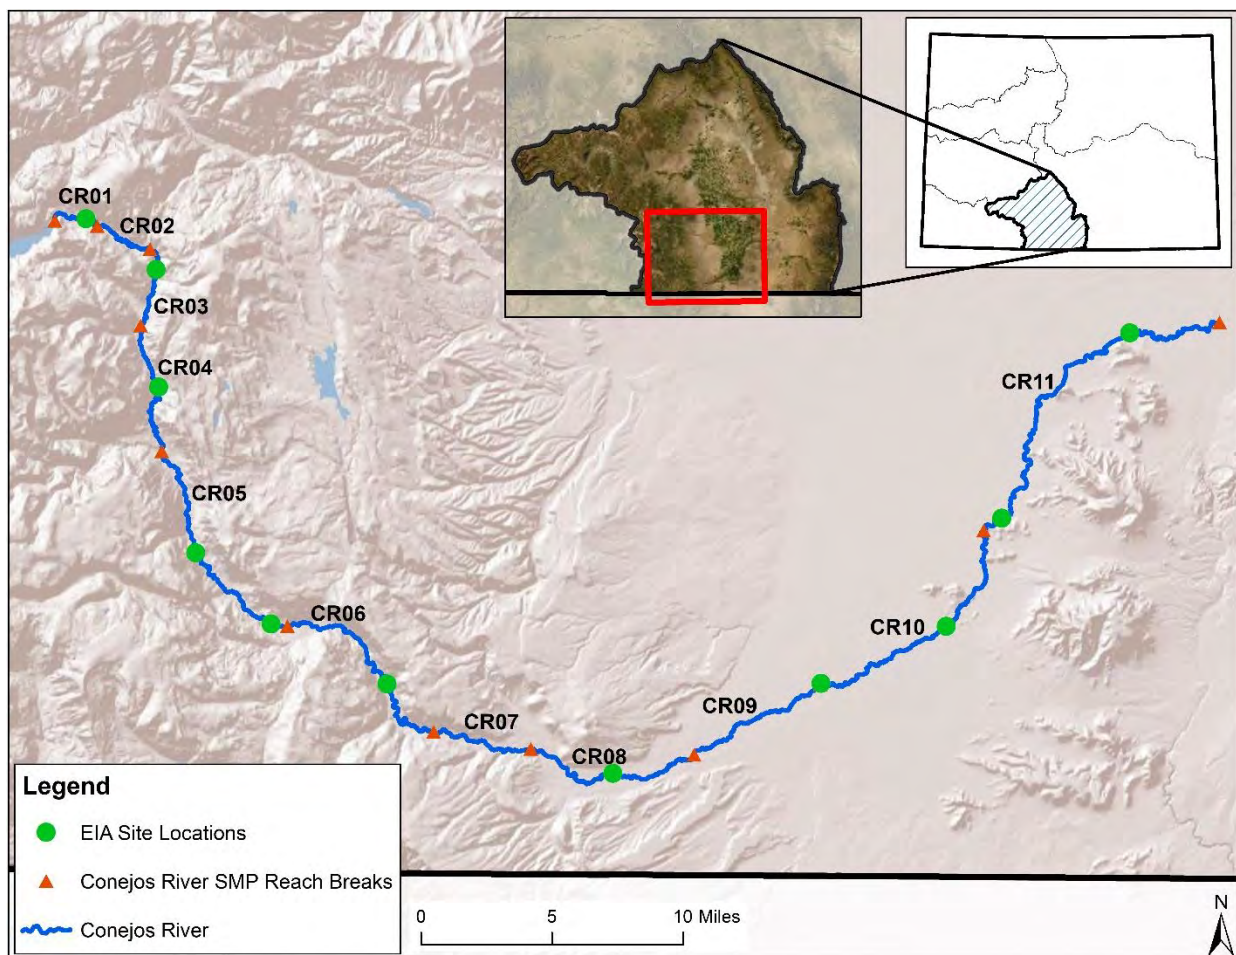 CR01
CR02
CR03
CR04
CR05
CR06
CR07
CR08
CR09
CR10
CR11
Legend
EIA Site Locations
Conejos River SMP Reach Breaks
Conejos River
0 5 10 Miles
N